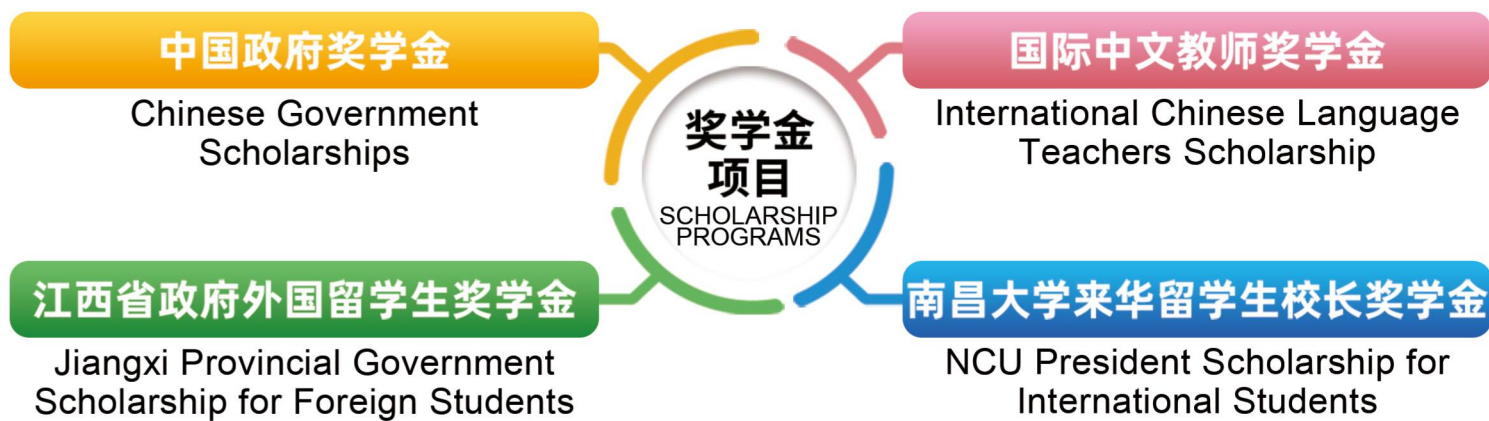 中国政府奖学金
Chinese Government
Scholarships
国际中文教师奖学金
International Chinese Language
Teachers Scholarship
奖学金
项目
SCHOLARSHIP
PROGRAMS
江西省政府外国留学生奖学金
Jiangxi Provincial Government
Scholarship for Foreign Students
南昌大学来华留学生校长奖学金
NCU President Scholarship for
International Students